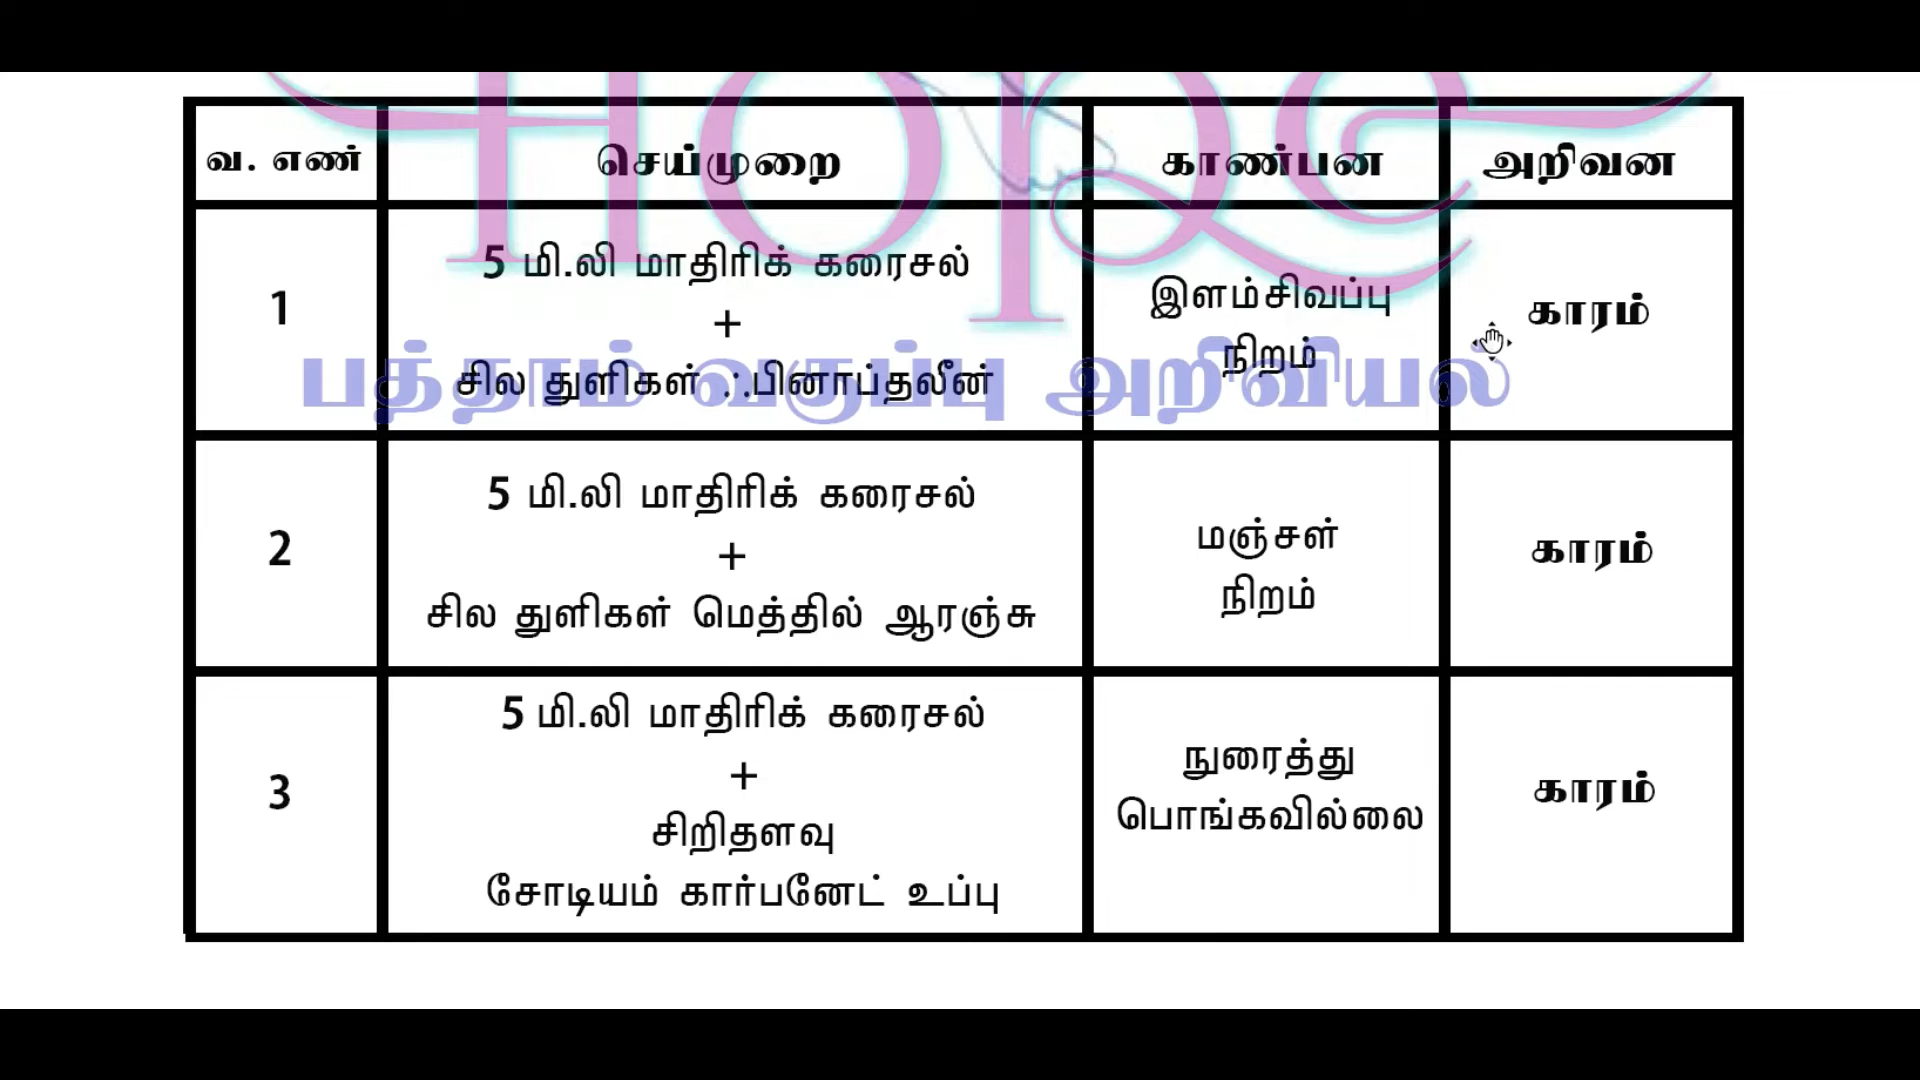 HOPE
வ. எண் செய்முறை காண்பன அறிவன
1
5 மி.லி மாதிரிக் கரைசல்
+
சில துளிகள் ஃபினாப்தலீன்
இளம்சிவப்பு
நிறம்
காரம்
பத்தாம் வகுப்பு அறிவியல்
2
5 மி.லி மாதிரிக் கரைசல்
+
சில துளிகள் மெத்தில் ஆரஞ்சு
மஞ்சள்
நிறம்
காரம்
3
5 மி.லி மாதிரிக் கரைசல்
+
சிறிதளவு
சோடியம் கார்பனேட் உப்பு
நுரைத்து
பொங்கவில்லை
காரம்